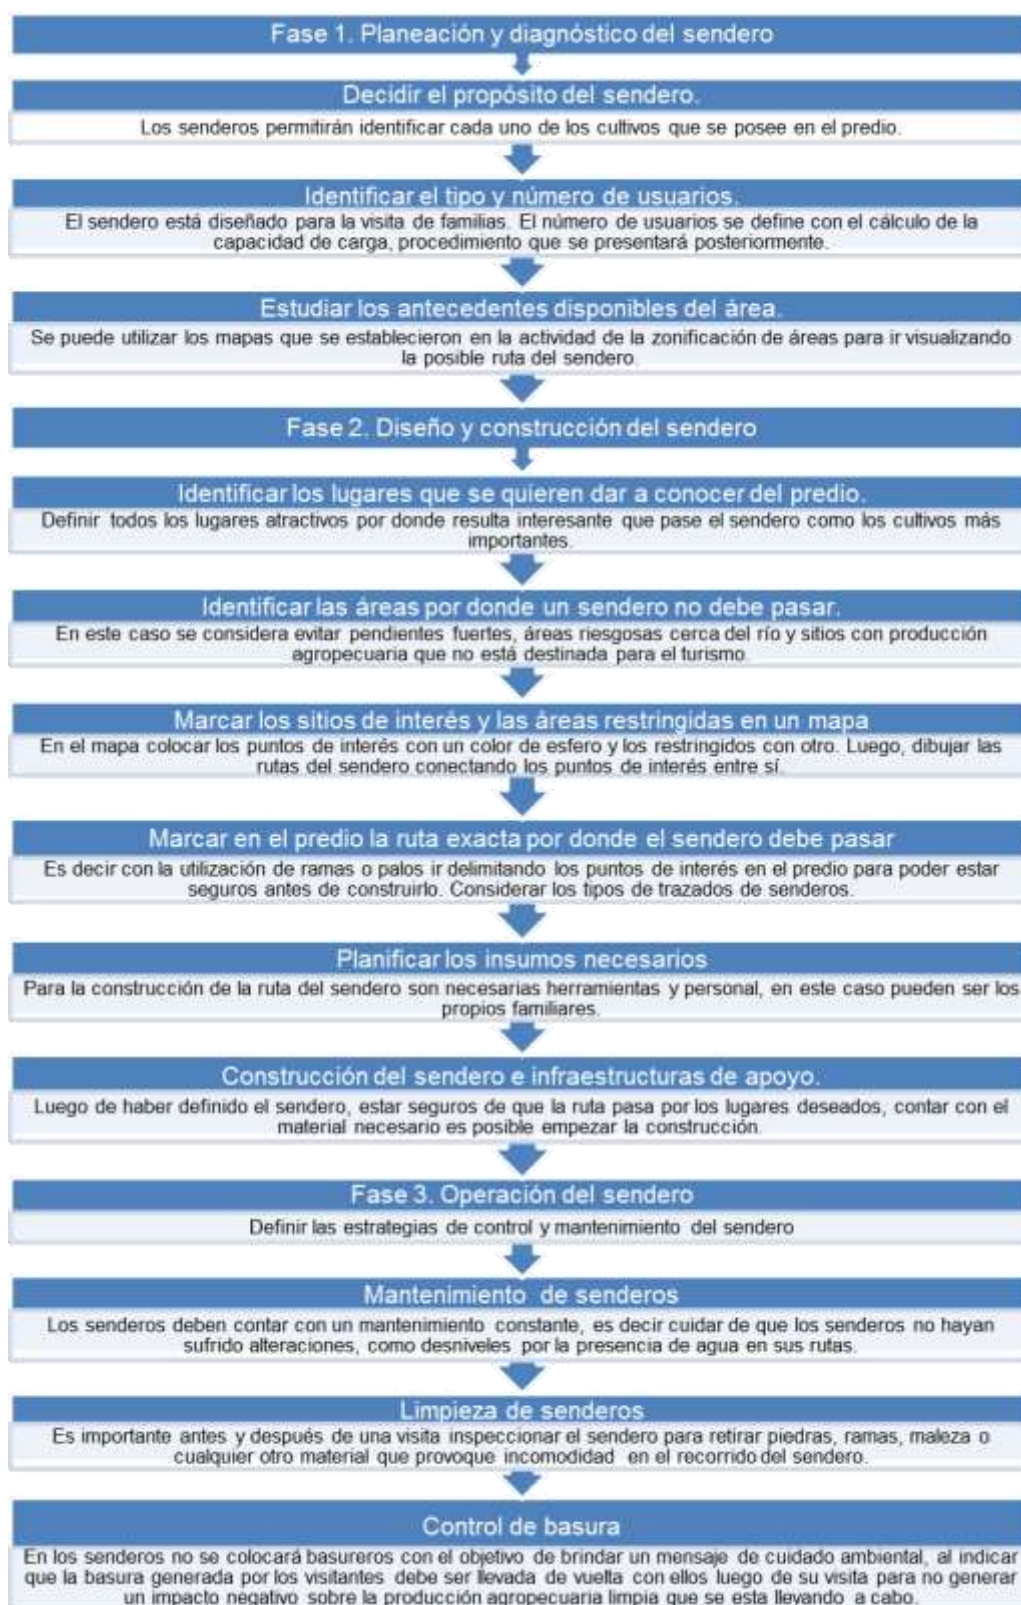 Fase 1. Planeación y diagnóstico del sendero
Decidir el propósito del sendero.
Los senderos permitirán identificar cada uno de los cultivos que se posee en el predio.
Identificar el tipo y número de usuarios.
El sendero está diseñado para la visita de familias. El número de usuarios se define con el cálculo de la
capacidad de carga, procedimiento que se presentará posteriormente.
Estudiar los antecedentes disponibles del área.
Se puede utilizar los mapas que se establecieron en la actividad de la zonificación de áreas para ir visualizando
la posible ruta del sendero.
Fase 2. Diseño y construcción del sendero
Identificar los lugares que se quieren dar a conocer del predio.
Definir todos los lugares atractivos por donde resulta interesante que pase el sendero como los cultivos más
importantes.
Identificar las áreas por donde un sendero no debe pasar.
En este caso se considera evitar pendientes fuertes, áreas riesgosas cerca del río y sitios con producción
agropecuaria que no está destinada para el turismo.
Marcar los sitios de interés y las áreas restringidas en un mapa
En el mapa colocar los puntos de interés con un color de esfero y los restringidos con otro. Luego, dibujar las
rutas del sendero conectando los puntos de interés entre sí.
Marcar en el predio la ruta exacta por donde el sendero debe pasar
Es decir con la utilización de ramas o palos ir delimitando los puntos de interés en el predio para poder estar
seguros antes de construirlo. Considerar los tipos de trazados de senderos.
Planificar los insumos necesarios
Para la construcción de la ruta del sendero son necesarias herramientas y personal, en este caso pueden ser los
propios familiares.
Construcción del sendero e infraestructuras de apoyo.
Luego de haber definido el sendero, estar seguros de que la ruta pasa por los lugares deseados, contar con el
material necesario es posible empezar la construcción.
Fase 3. Operación del sendero
Definir las estrategias de control y mantenimiento del sendero
Mantenimiento de senderos
Los senderos deben contar con un mantenimiento constante, es decir cuidar de que los senderos no hayan
sufrido alteraciones, como desniveles por la presencia de agua en sus rutas.
Limpieza de senderos
Es importante antes y después de una visita inspeccionar el sendero para retirar piedras, ramas, maleza o
cualquier otro material que provoque incomodidad en el recorrido del sendero.
Control de basura
En los senderos no se colocará basureros con el objetivo de brindar un mensaje de cuidado ambiental, al indicar
que la basura generada por los visitantes debe ser llevada de vuelta con ellos luego de su visita para no generar
un impacto negativo sobre la producción agropecuaria limpia que se esta llevando a cabo.